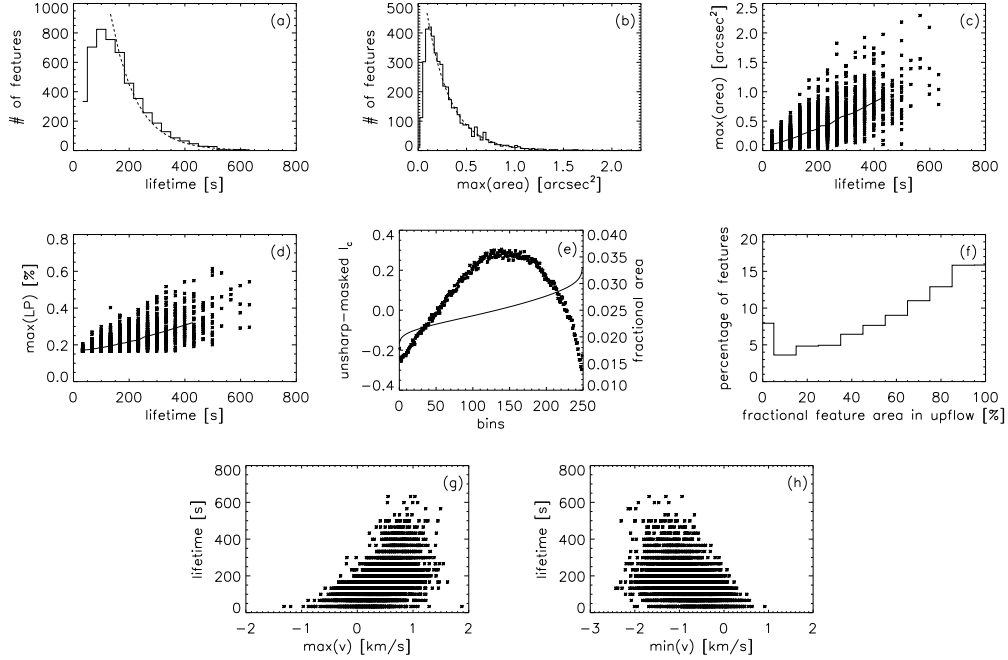 (a)
# of features
1000
800
600
400
200
0
0 200 400 600 800
lifetime [s]
(b)
# of features
500
400
300
200
100
0
0.0 0.5 1.0 1.5 2.0
max(area) [arcsec²]
(c)
max(area) [arcsec²]
2.5
2.0
1.5
1.0
0.5
0.0
0 200 400 600 800
lifetime [s]
(d)
max(LP) [%]
0.8
0.6
0.4
0.2
0.0
0 200 400 600 800
lifetime [s]
(e)
unsharp-masked I_c
0.4
0.2
0.0
-0.2
-0.4
0 50 100 150 200 250
bins
0.040
0.035
0.030
0.025
0.020
0.015
0.010
fractional area
(f)
percentage of features
20
15
10
5
0
0 20 40 60 80 100
fractional feature area in upflow [%]
(g)
lifetime [s]
800
600
400
200
0
-2 -1 0 1 2
max(v) [km/s]
(h)
lifetime [s]
800
600
400
200
0
-3 -2 -1 0 1 2
min(v) [km/s]